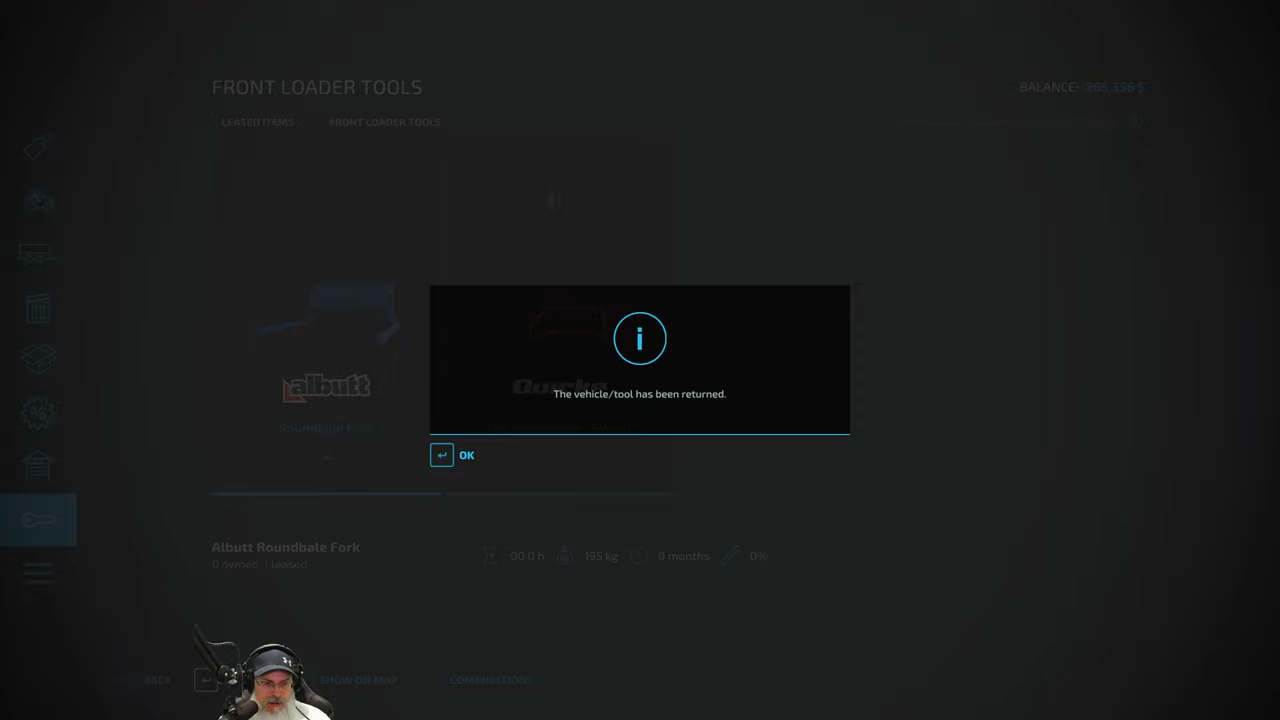 FRONT LOADER TOOLS
BALANCE:
LEASED ITEMS FRONT LOADER TOOLS
albutt
Quicke
The vehicle/tool has been returned.
OK
Albutt Roundbale Fork
0 owned, 1 leased
00.0 h 195 kg 0 months 0%
BACK SHOW ON MAP COMBINATIONS